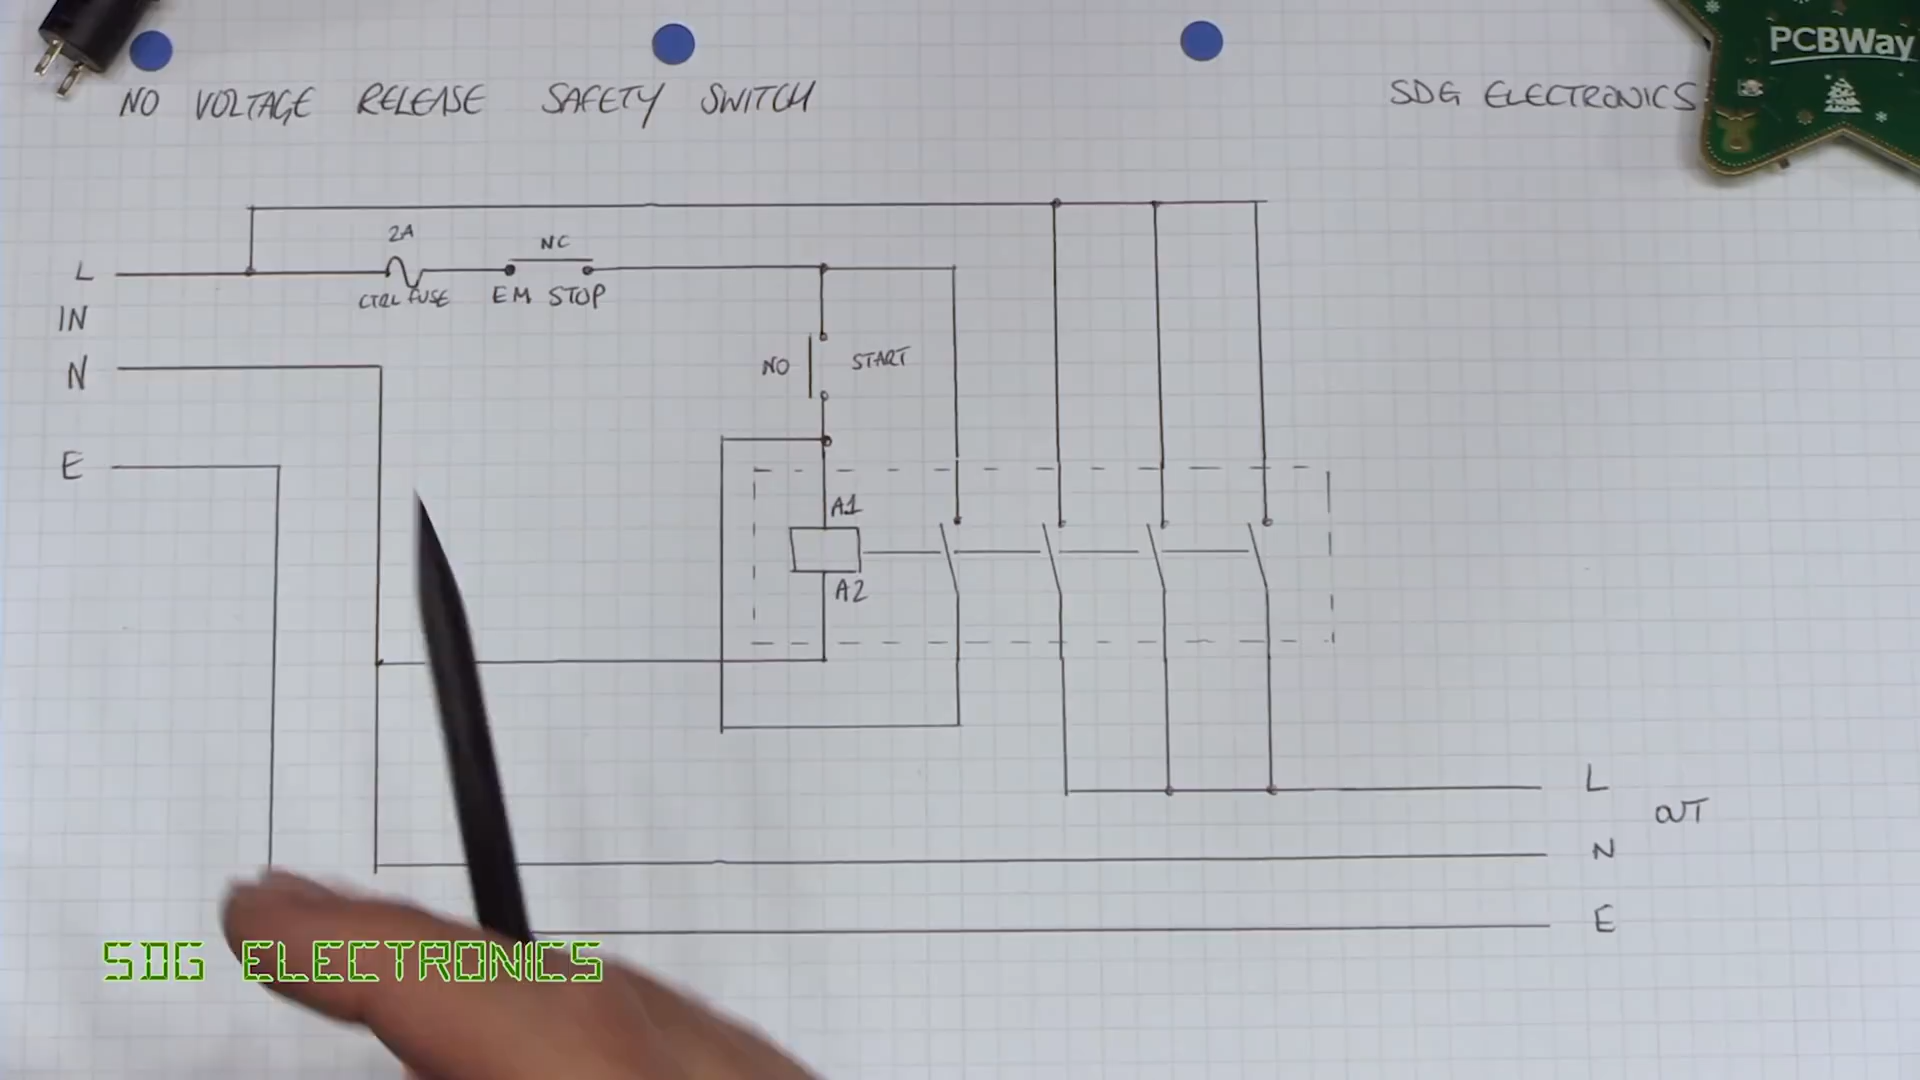 PCBWay
NO VOLTAGE RELEASE SAFETY SWITCH
SDG ELECTRONICS
2A
NC
L
CTRL FUSE
EM STOP
IN
N
NO
START
E
A1
A2
L
OUT
N
E
SDG ELECTRONICS